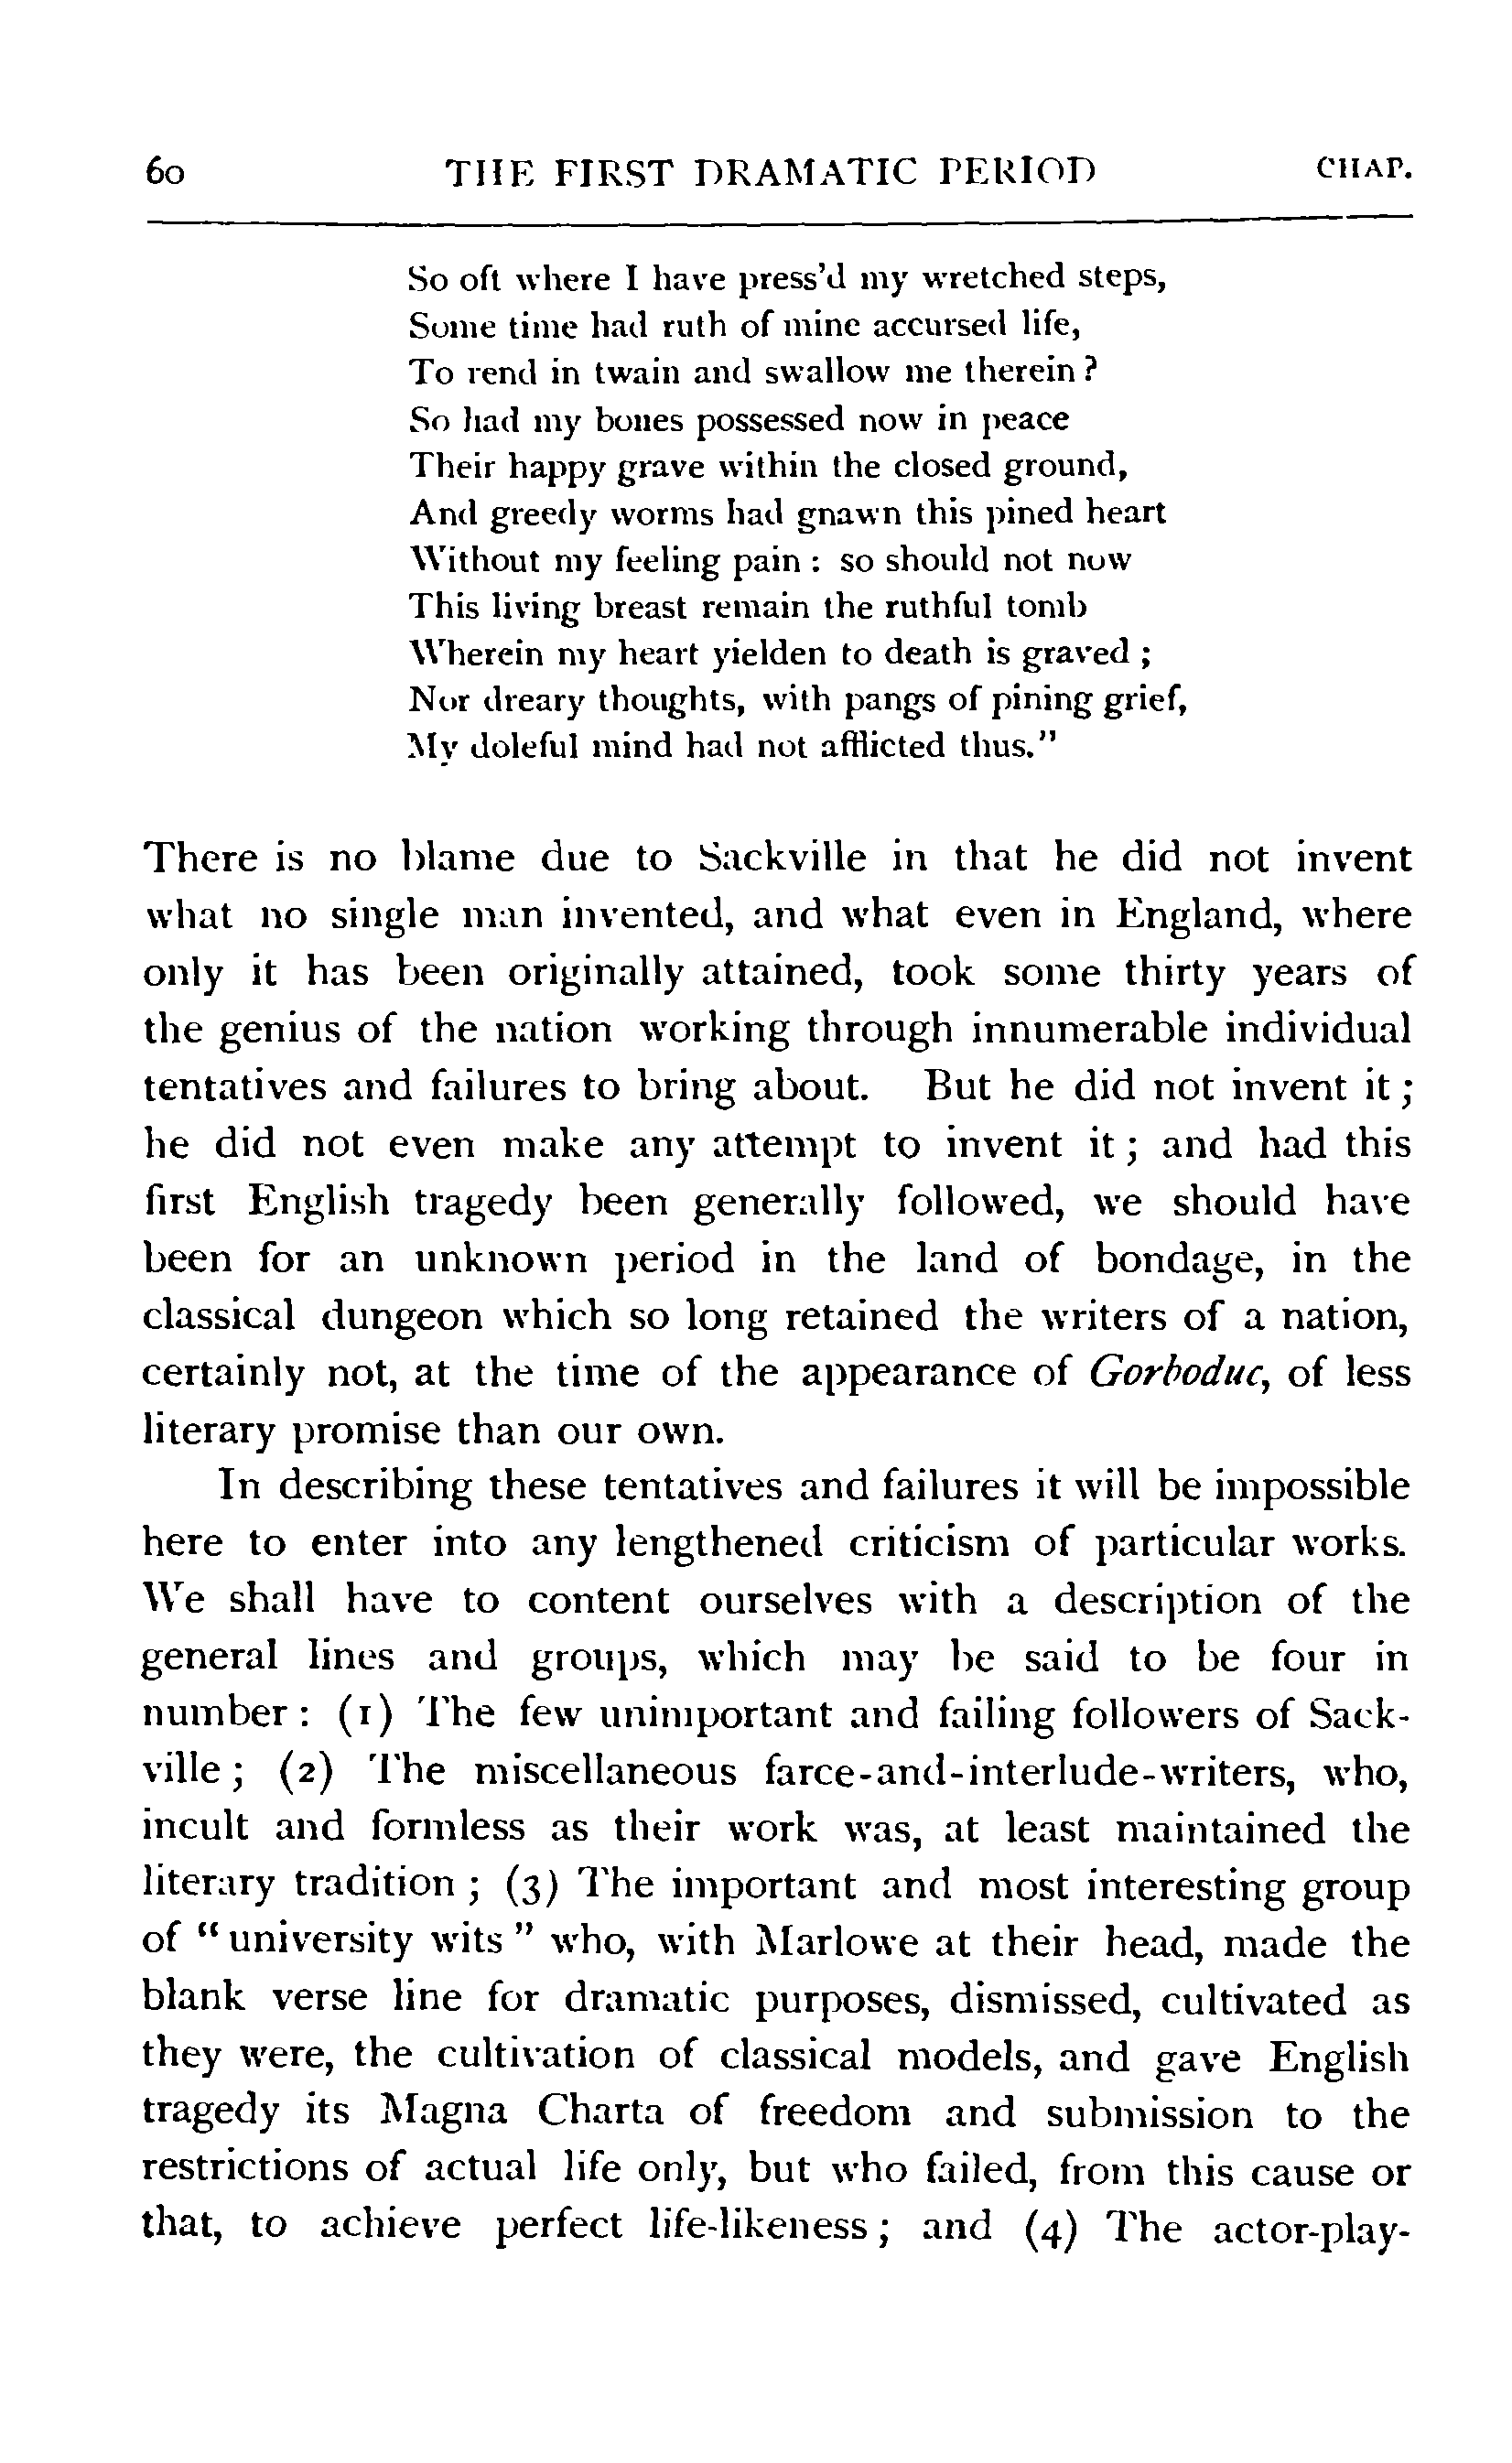 60 THE FIRST DRAMATIC PERIOD CHAP.
So oft where I have press'd my wretched steps,
Some time had ruth of mine accursed life,
To rend in twain and swallow me therein ?
So had my bones possessed now in peace
Their happy grave within the closed ground,
And greedy worms had gnawn this pined heart
Without my feeling pain : so should not now
This living breast remain the ruthful tomb
Wherein my heart yielden to death is graved ;
Nor dreary thoughts, with pangs of pining grief,
My doleful mind had not afflicted thus."
There is no blame due to Sackville in that he did not invent
what no single man invented, and what even in England, where
only it has been originally attained, took some thirty years of
the genius of the nation working through innumerable individual
tentatives and failures to bring about. But he did not invent it ;
he did not even make any attempt to invent it ; and had this
first English tragedy been generally followed, we should have
been for an unknown period in the land of bondage, in the
classical dungeon which so long retained the writers of a nation,
certainly not, at the time of the appearance of Gorboduc, of less
literary promise than our own.
In describing these tentatives and failures it will be impossible
here to enter into any lengthened criticism of particular works.
We shall have to content ourselves with a description of the
general lines and groups, which may be said to be four in
number : (1) The few unimportant and failing followers of Sack-
ville ; (2) The miscellaneous farce-and-interlude-writers, who,
incult and formless as their work was, at least maintained the
literary tradition ; (3) The important and most interesting group
of " university wits " who, with Marlowe at their head, made the
blank verse line for dramatic purposes, dismissed, cultivated as
they were, the cultivation of classical models, and gave English
tragedy its Magna Charta of freedom and submission to the
restrictions of actual life only, but who failed, from this cause or
that, to achieve perfect life-likeness ; and (4) The actor-play-